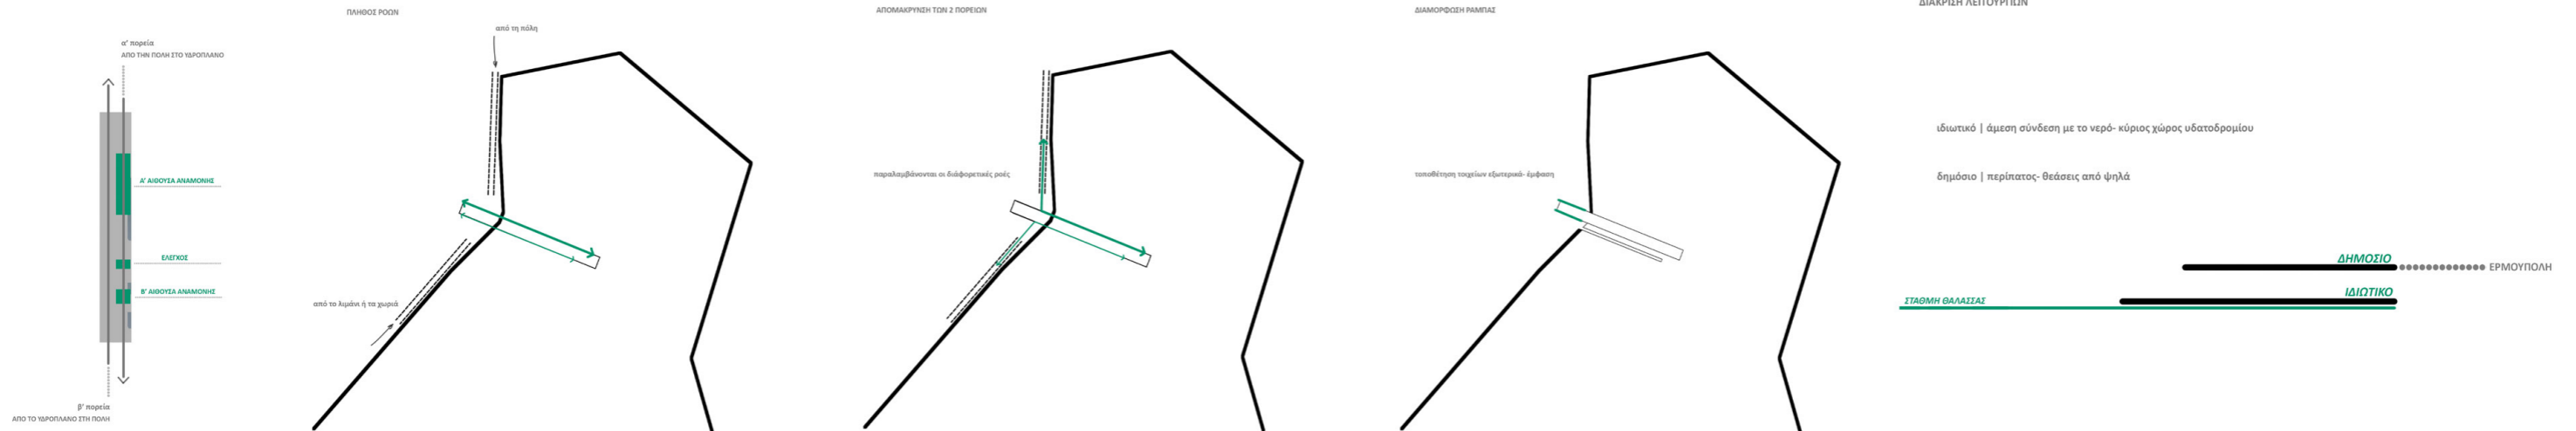 α' πορεία
ΑΠΟ ΤΗΝ ΠΟΛΗ ΣΤΟ ΥΔΡΟΠΛΑΝΟ
Α' ΑΙΘΟΥΣΑ ΑΝΑΜΟΝΗΣ
ΕΛΕΓΧΟΣ
Β' ΑΙΘΟΥΣΑ ΑΝΑΜΟΝΗΣ
β' πορεία
ΑΠΟ ΤΟ ΥΔΡΟΠΛΑΝΟ ΣΤΗ ΠΟΛΗ
ΠΛΗΘΟΣ ΡΟΩΝ
από τη πόλη
από το λιμάνι ή τα χωριά
ΑΠΟΜΑΚΡΥΝΣΗ ΤΩΝ 2 ΠΟΡΕΙΩΝ
παραλαμβάνονται οι διάφορετικές ροές
ΔΙΑΜΟΡΦΩΣΗ ΡΑΜΠΑΣ
τοποθέτηση τοιχείων εξωτερικά- έμφαση
ΔΙΑΚΡΙΣΗ ΛΕΙΤΟΥΡΓΙΩΝ
ιδιωτικό | άμεση σύνδεση με το νερό- κύριος χώρος υδατοδρομίου
δημόσιο | περίπατος- θεάσεις από ψηλά
ΔΗΜΟΣΙΟ
ΕΡΜΟΥΠΟΛΗ
ΙΔΙΩΤΙΚΟ
ΣΤΑΘΜΗ ΘΑΛΑΣΣΑΣ